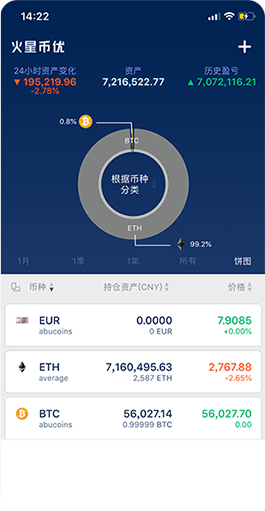 14:22
火星币优 +
24小时资产变化 资产 历史盈亏
▼ 195,219.96 7,216,522.77 ▲ 7,072,116.21
-2.78%
0.8%
BTC
根据币种
分类
ETH
99.2%
1月 1季 1年 所有 饼图
币种 持仓资产(CNY) 价格
EUR 0.0000 7.9085
abucoins 0 EUR +0.00%
ETH 7,160,495.63 2,767.88
average 2,587 ETH -2.65%
BTC 56,027.14 56,027.70
abucoins 0.99999 BTC 0.00